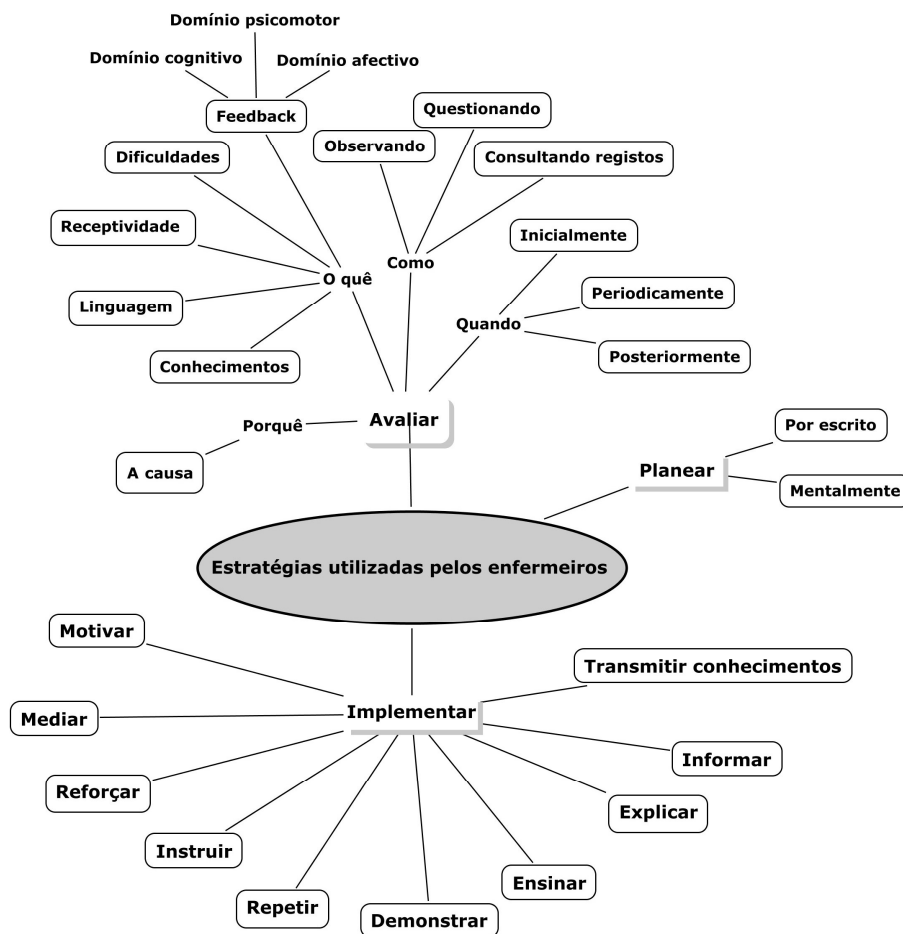 Domínio psicomotor
Domínio cognitivo
Domínio afectivo
Feedback
Questionando
Observando
Dificuldades
Consultando registos
Receptividade
Inicialmente
Como
O quê
Periodicamente
Linguagem
Quando
Posteriormente
Conhecimentos
Avaliar
Porquê
Por escrito
A causa
Planear
Mentalmente
Estratégias utilizadas pelos enfermeiros
Motivar
Transmitir conhecimentos
Mediar
Implementar
Informar
Reforçar
Explicar
Instruir
Ensinar
Repetir
Demonstrar